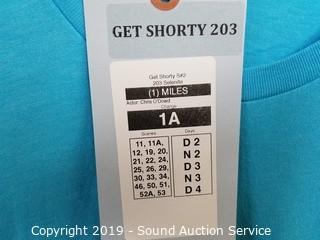 GET SHORTY 203
Get Shorty S#2
203 Selenite
(1) MILES
Actor: Chris O'Dowd
Change
1A
Scenes Days
11, 11A, D 2
12, 19, 20, N 2
21, 22, 24, D 3
25, 26, 29, N 3
30, 33, 34, D 4
46, 50, 51,
52A, 53
Copyright 2019 - Sound Auction Service